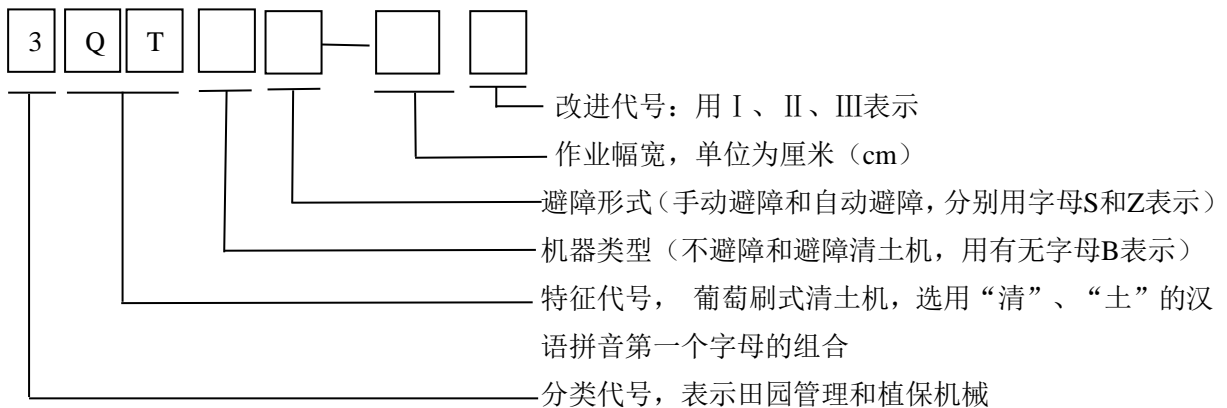 3 Q T
改进代号：用Ⅰ、Ⅱ、Ⅲ表示
作业幅宽，单位为厘米（cm）
避障形式（手动避障和自动避障，分别用字母S和Z表示）
机器类型（不避障和避障清土机，用有无字母B表示）
特征代号， 葡萄刷式清土机，选用“清”、“土”的汉
语拼音第一个字母的组合
分类代号，表示田园管理和植保机械